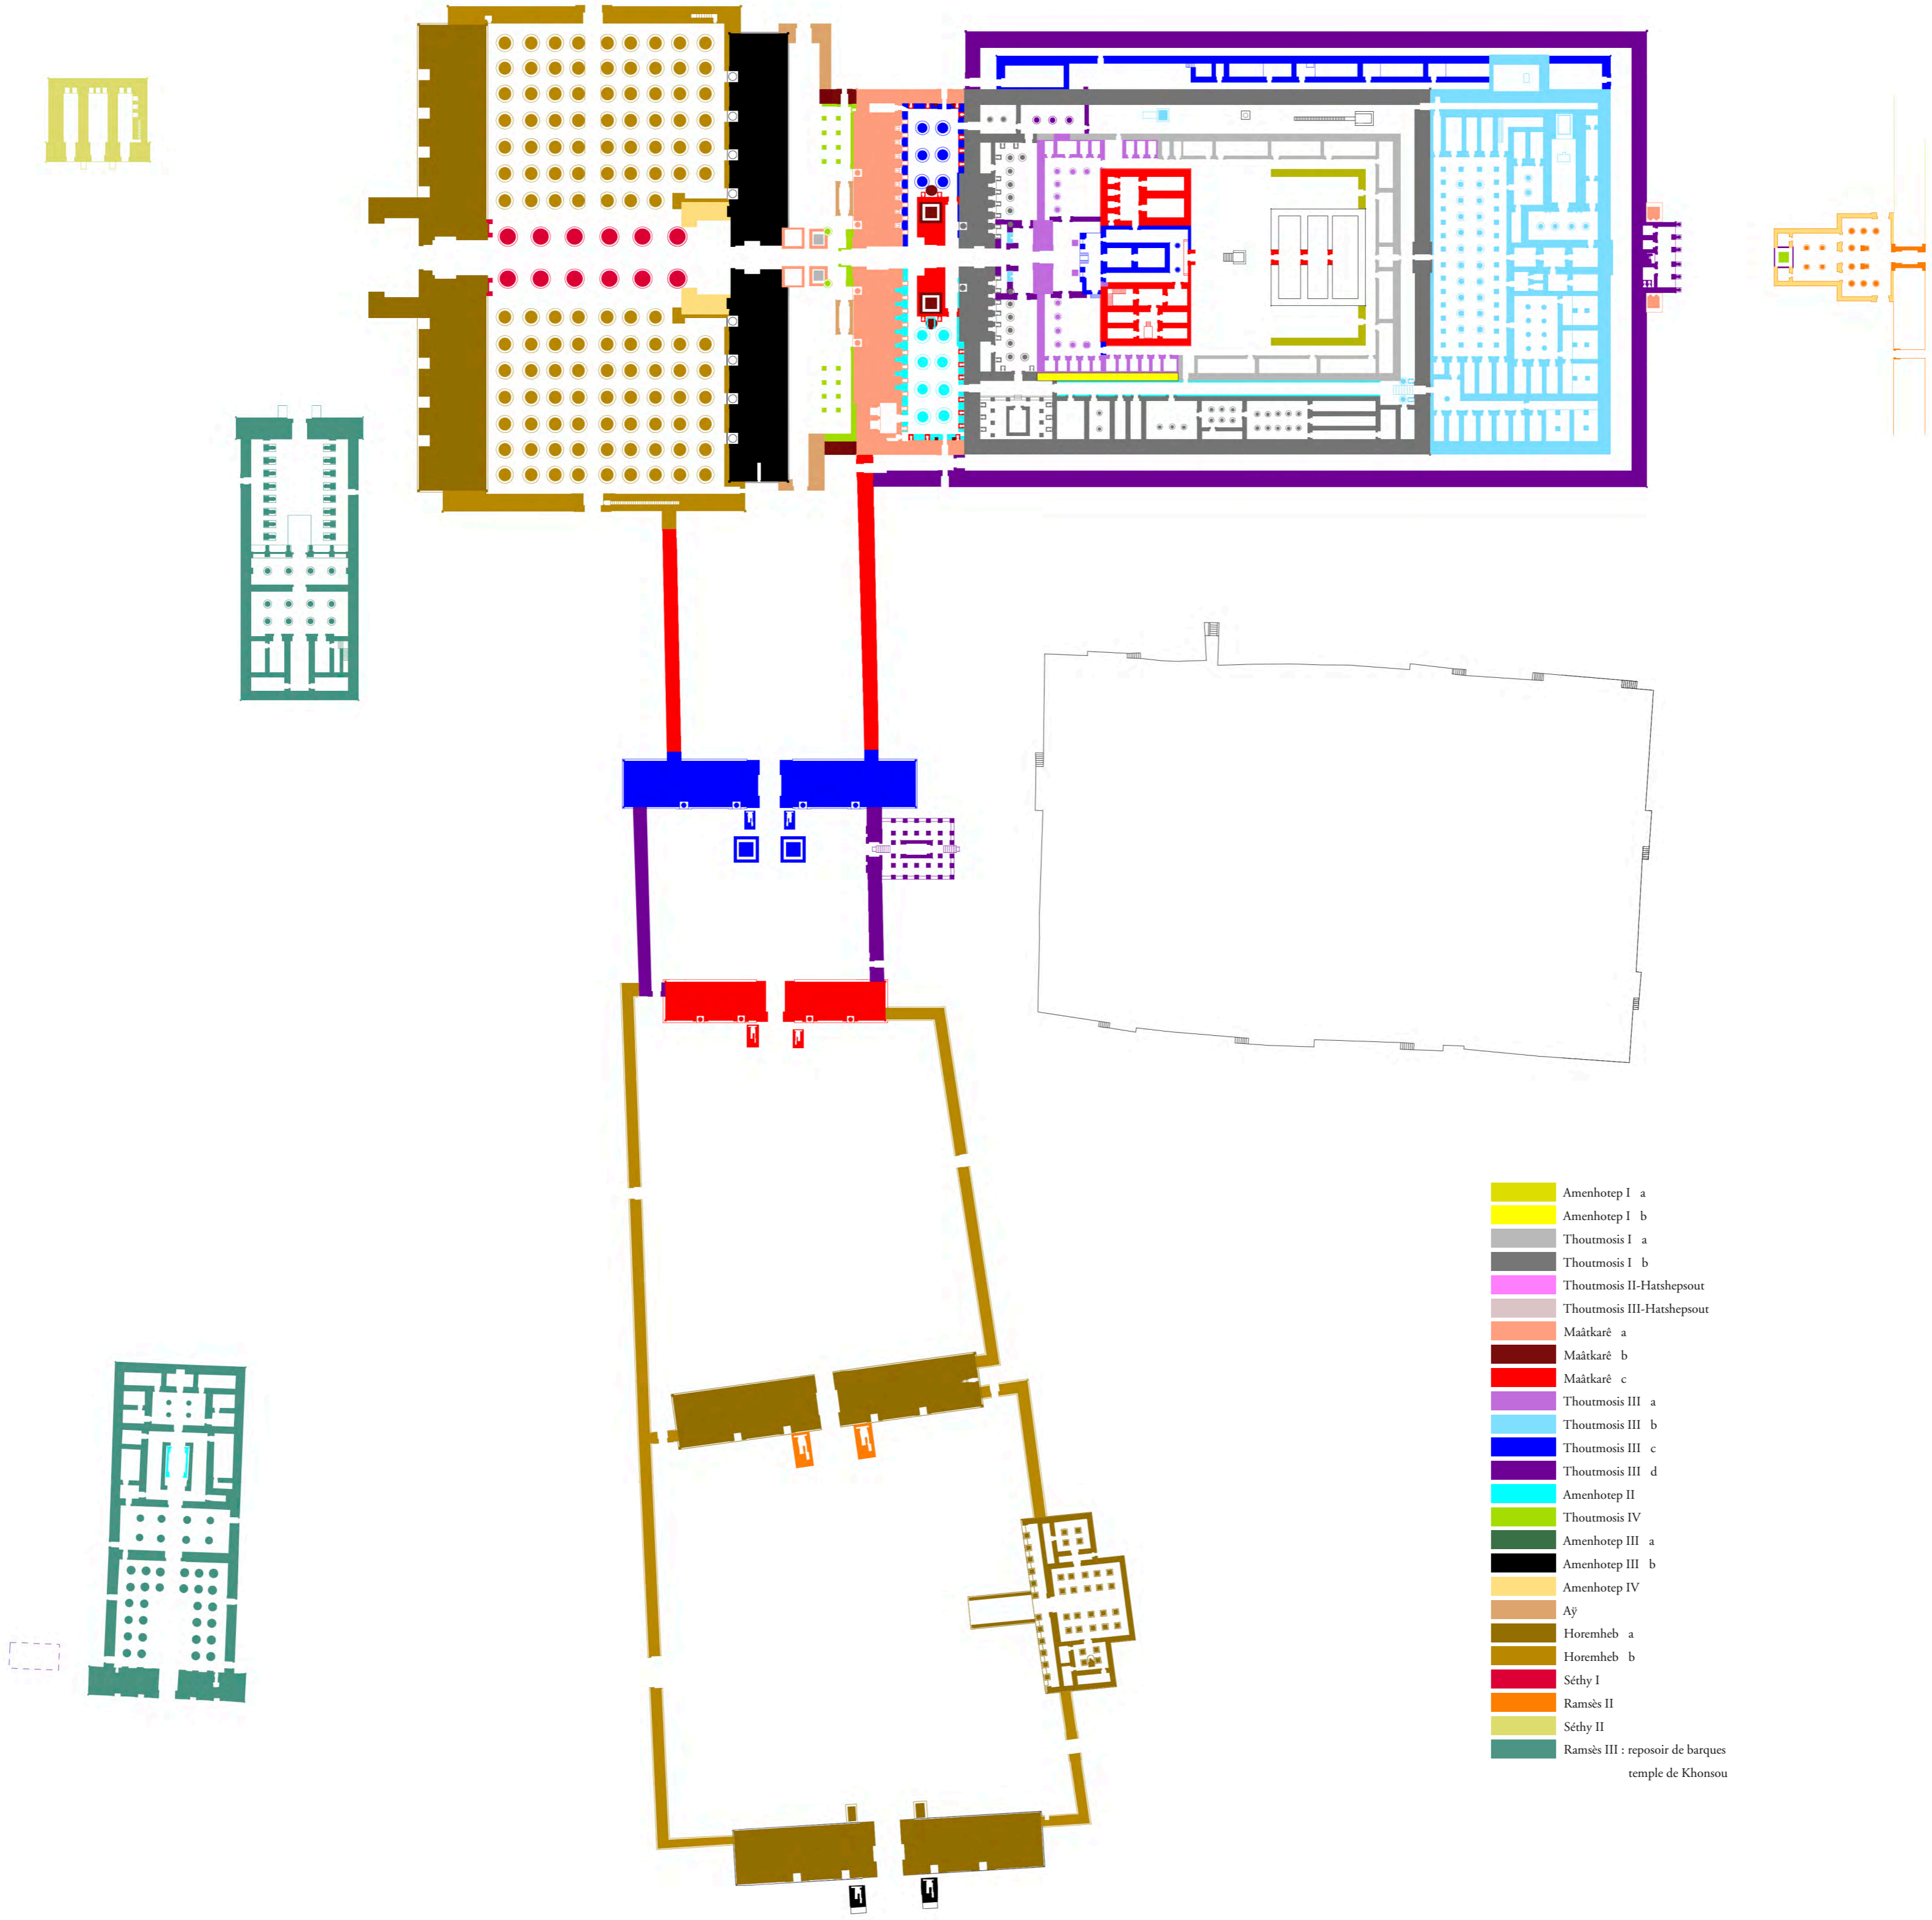 Amenhotep I a
Amenhotep I b
Thoutmosis I a
Thoutmosis I b
Thoutmosis II-Hatshepsout
Thoutmosis III-Hatshepsout
Maâtkarê a
Maâtkarê b
Maâtkarê c
Thoutmosis III a
Thoutmosis III b
Thoutmosis III c
Thoutmosis III d
Amenhotep II
Thoutmosis IV
Amenhotep III a
Amenhotep III b
Amenhotep IV
Aÿ
Horemheb a
Horemheb b
Séthy I
Ramsès II
Séthy II
Ramsès III : reposoir de barques
temple de Khonsou